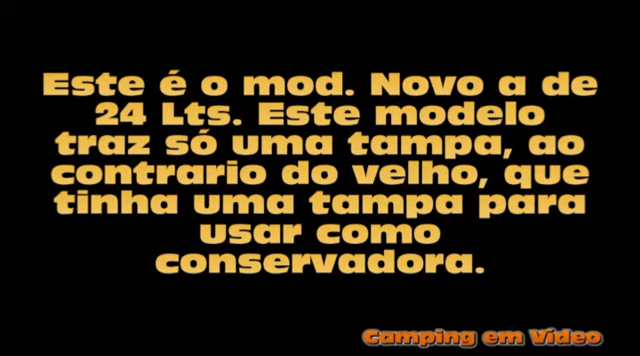 Este é o mod. Novo a de
24 Lts. Este modelo
traz só uma tampa, ao
contrario do velho, que
tinha uma tampa para
usar como
conservadora.
Camping em Vídeo